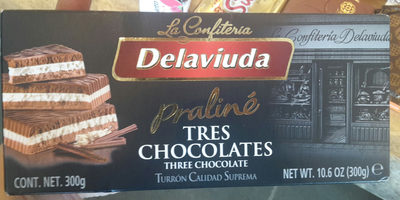 La Confitería
Delaviuda
La Confitería Delaviuda
Praliné
TRES
CHOCOLATES
THREE CHOCOLATE
TURRÓN CALIDAD SUPREMA
CONT. NET. 300g
NET WT. 10.6 OZ (300g) e